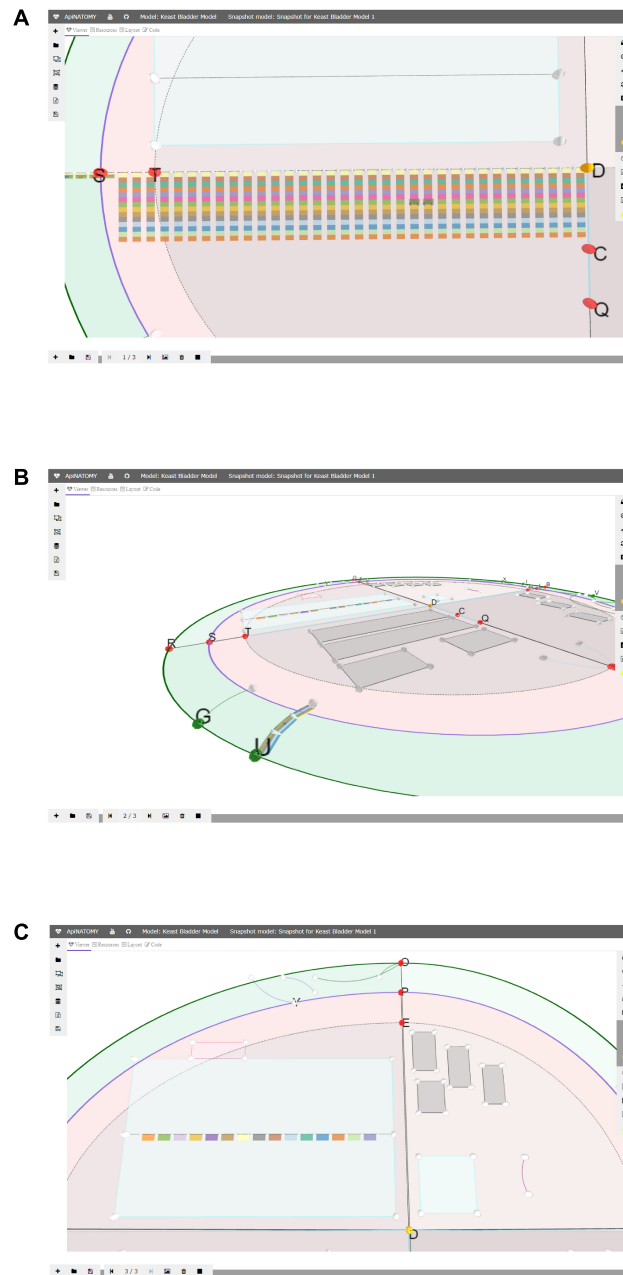 A
ApiNATOMY Model: Keast Bladder Model Snapshot model: Snapshot for Keast Bladder Model 1
Viewer Resources Layout Code
S T D
C
Q
1 / 3
B
ApiNATOMY Model: Keast Bladder Model Snapshot model: Snapshot for Keast Bladder Model 1
Viewer Resources Layout Code
D
C
Q
T
S
R
G
U
2 / 3
C
ApiNATOMY Model: Keast Bladder Model Snapshot model: Snapshot for Keast Bladder Model 1
Viewer Resources Layout Code
O
P
Y
E
D
3 / 3